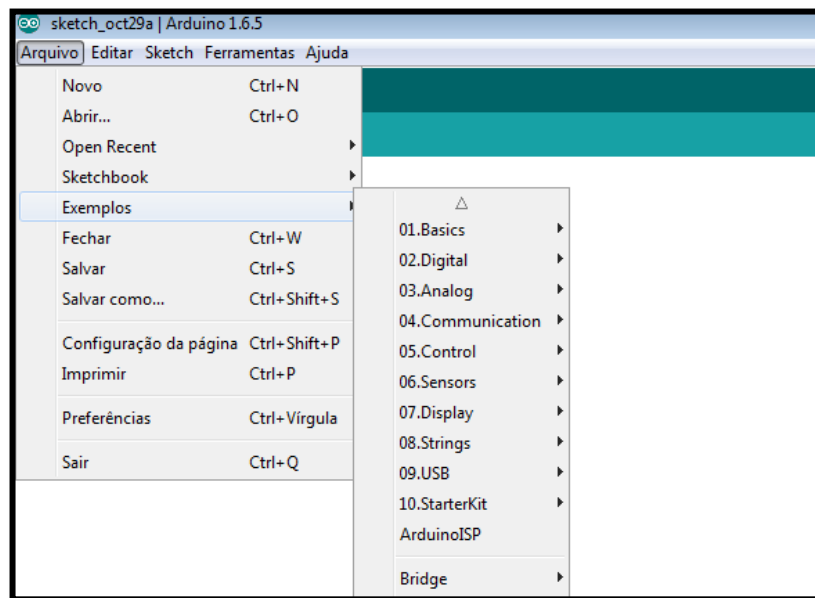 sketch_oct29a | Arduino 1.6.5
Arquivo Editar Sketch Ferramentas Ajuda
Novo Ctrl+N
Abrir... Ctrl+O
Open Recent
Sketchbook
Exemplos
Fechar Ctrl+W
Salvar Ctrl+S
Salvar como... Ctrl+Shift+S
Configuração da página Ctrl+Shift+P
Imprimir Ctrl+P
Preferências Ctrl+Vírgula
Sair Ctrl+Q
01.Basics
02.Digital
03.Analog
04.Communication
05.Control
06.Sensors
07.Display
08.Strings
09.USB
10.StarterKit
ArduinoISP
Bridge